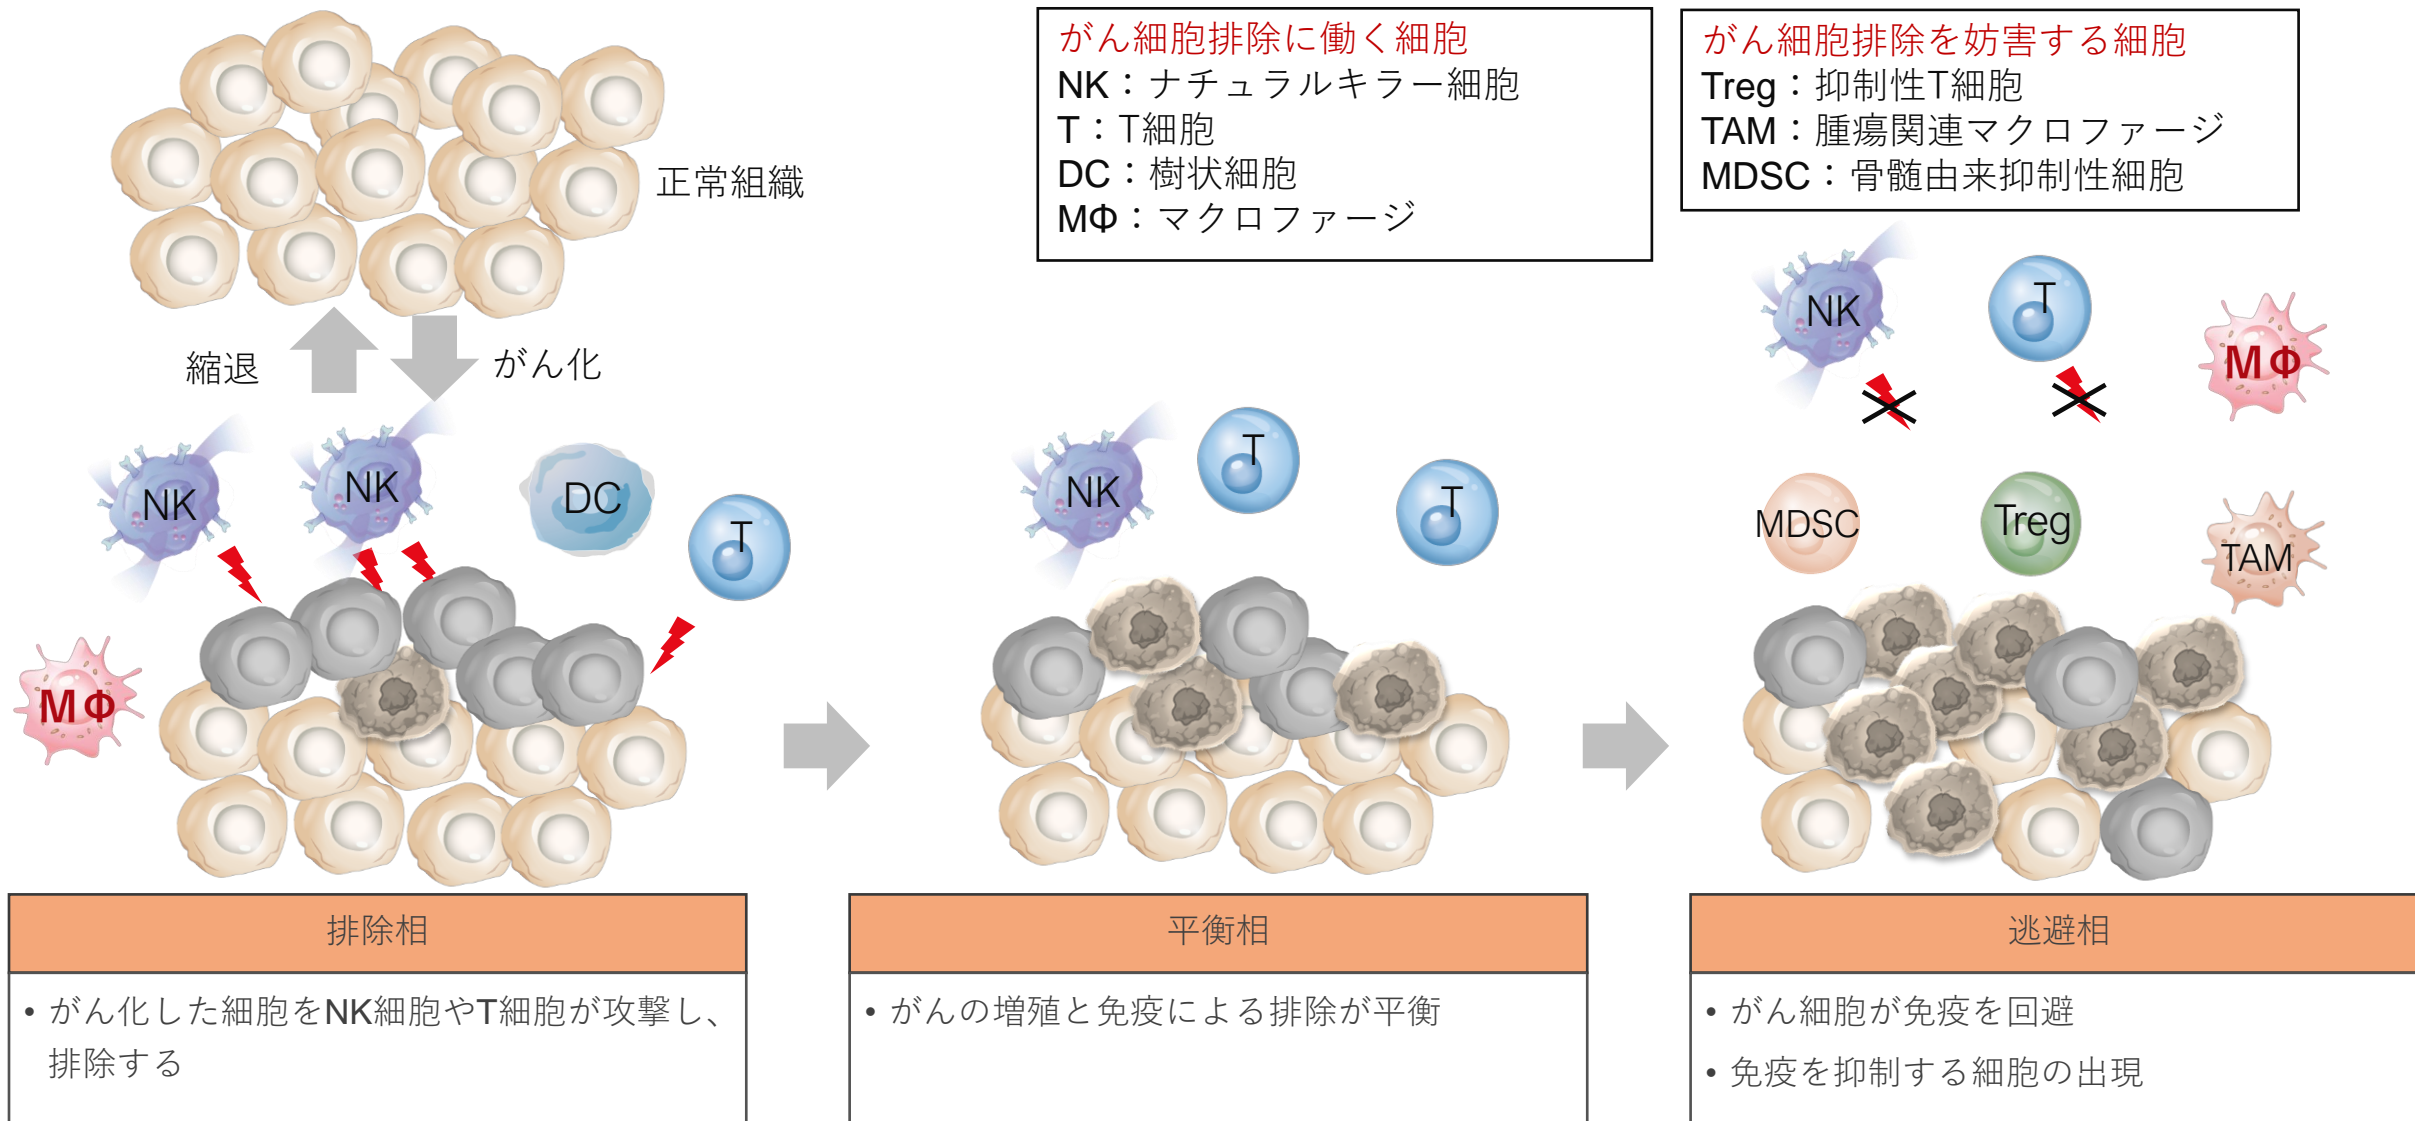 がん細胞排除に働く細胞
NK：ナチュラルキラー細胞
T：T細胞
DC：樹状細胞
MΦ：マクロファージ
がん細胞排除を妨害する細胞
Treg：抑制性T細胞
TAM：腫瘍関連マクロファージ
MDSC：骨髄由来抑制性細胞
正常組織
縮退
がん化
NK
NK
DC
T
MΦ
NK
T
T
NK
T
MΦ
MDSC
Treg
TAM
排除相
• がん化した細胞をNK細胞やT細胞が攻撃し、
排除する
平衡相
• がんの増殖と免疫による排除が平衡
逃避相
• がん細胞が免疫を回避
• 免疫を抑制する細胞の出現